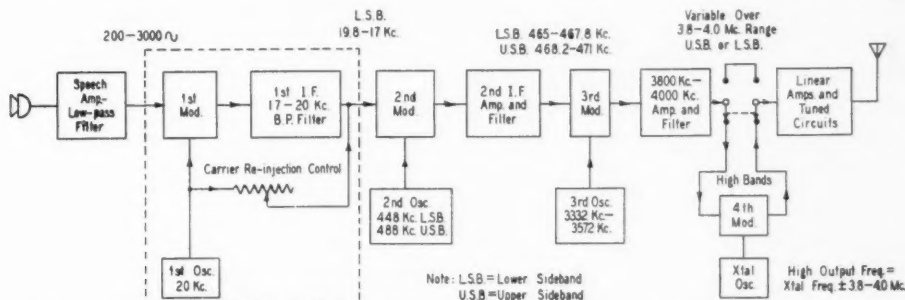 L.S.B.
19.8-17 Kc.
200-3000 ∿
L.S.B. 465-467.8 Kc.
U.S.B. 468.2-471 Kc.
Variable Over
3.8-4.0 Mc. Range
U.S.B. or L.S.B.
Speech
Amp.-
Low-pass
Filter
1st
Mod.
1st I.F.
17-20 Kc.
B.P. Filter
2nd
Mod.
2nd I.F.
Amp. and
Filter
3rd
Mod.
3800 Kc.-
4000 Kc.
Amp. and
Filter
Linear
Amps. and
Tuned
Circuits
Carrier Re-injection Control
High Bands
1st Osc.
20 Kc.
2nd Osc.
448 Kc. L.S.B.
488 Kc. U.S.B.
3rd Osc.
3332 Kc.-
3572 Kc.
4th
Mod.
Xtal
Osc.
High Output Freq.=
Xtal Freq. ± 3.8-4.0 Mc.
Note: L.S.B.=Lower Sideband
U.S.B.=Upper Sideband